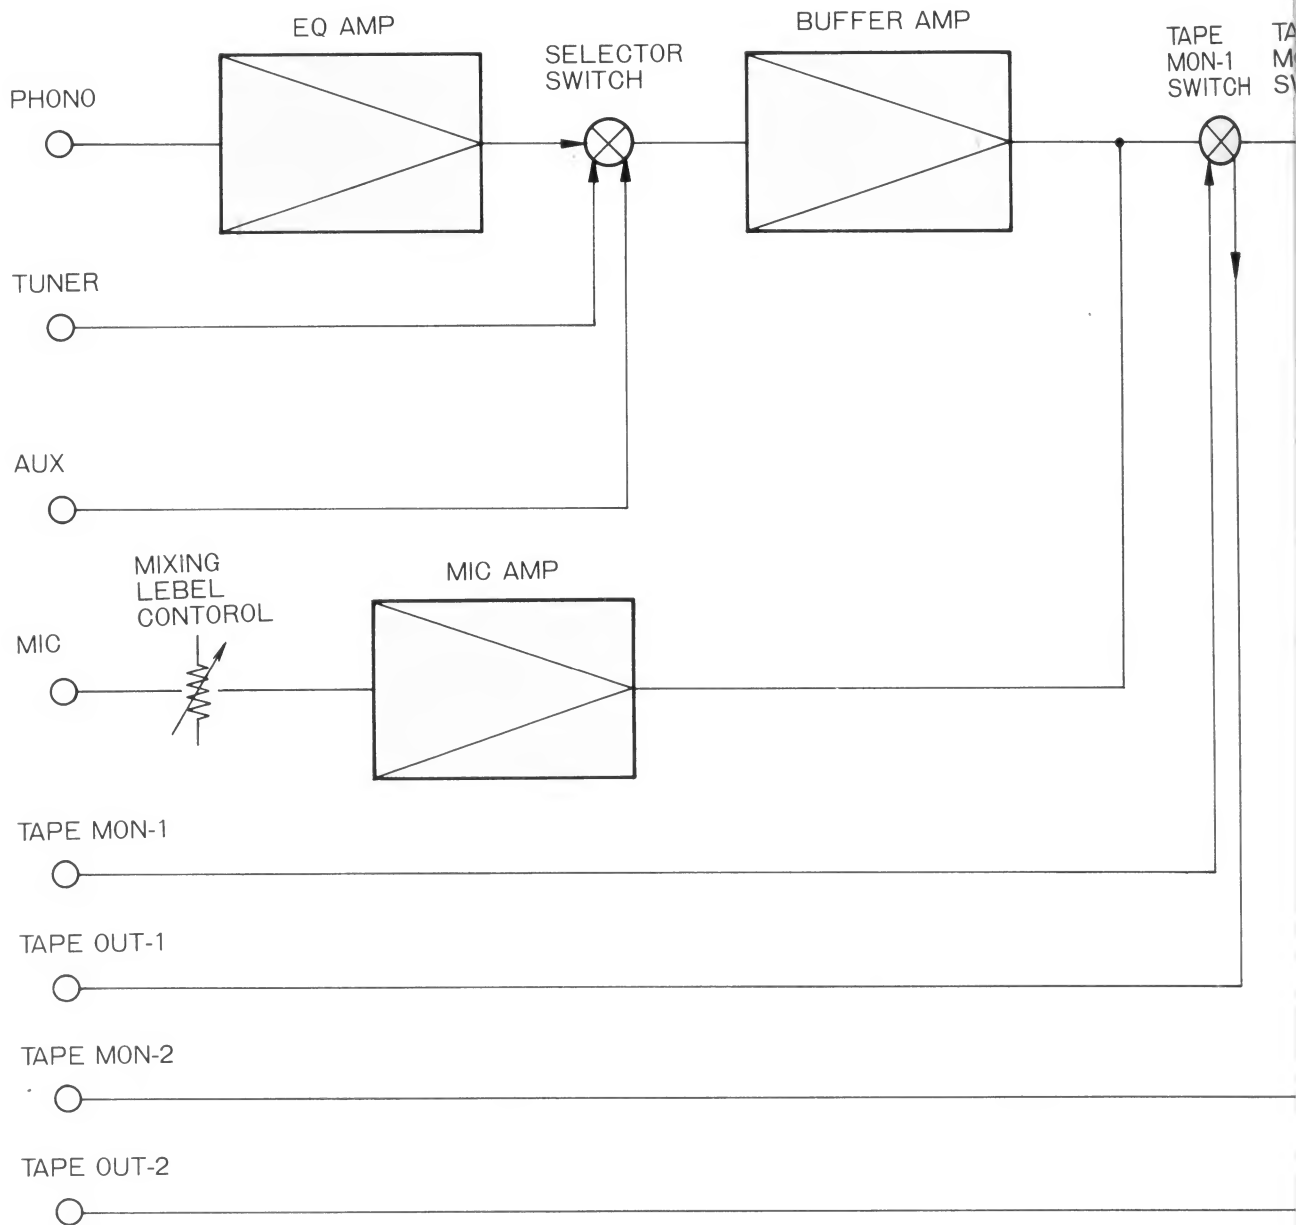 EQ AMP
BUFFER AMP
SELECTOR
SWITCH
TAPE
MON-1
SWITCH
PHONO
TUNER
AUX
MIXING
LEBEL
CONTOROL
MIC AMP
MIC
TAPE MON-1
TAPE OUT-1
TAPE MON-2
TAPE OUT-2